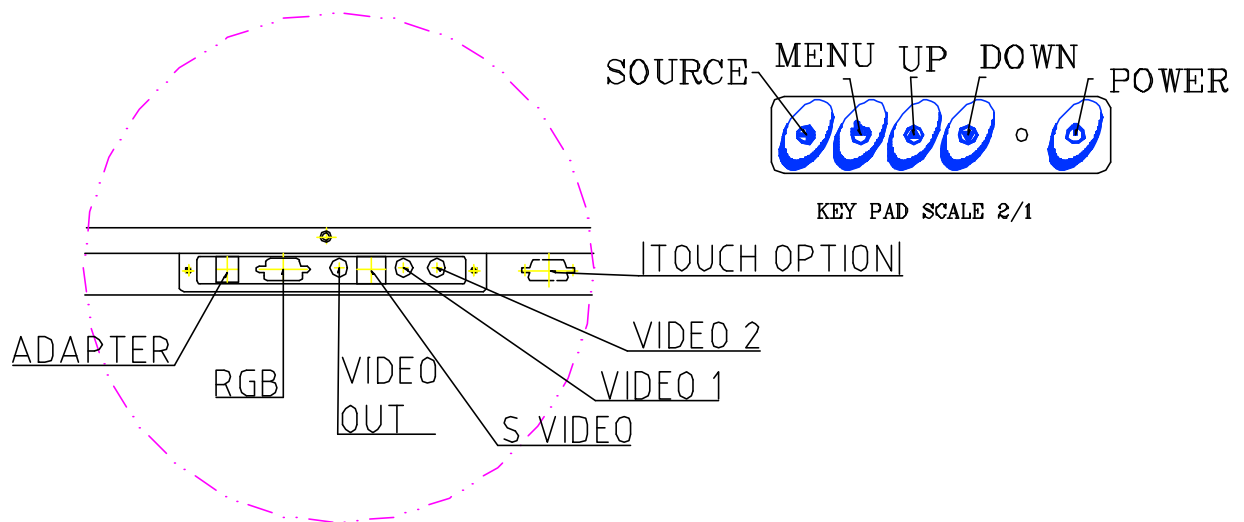 SOURCE
MENU
UP
DOWN
POWER
KEY PAD SCALE 2/1
TOUCH OPTION
ADAPTER
RGB
VIDEO
OUT
S VIDEO
VIDEO 1
VIDEO 2